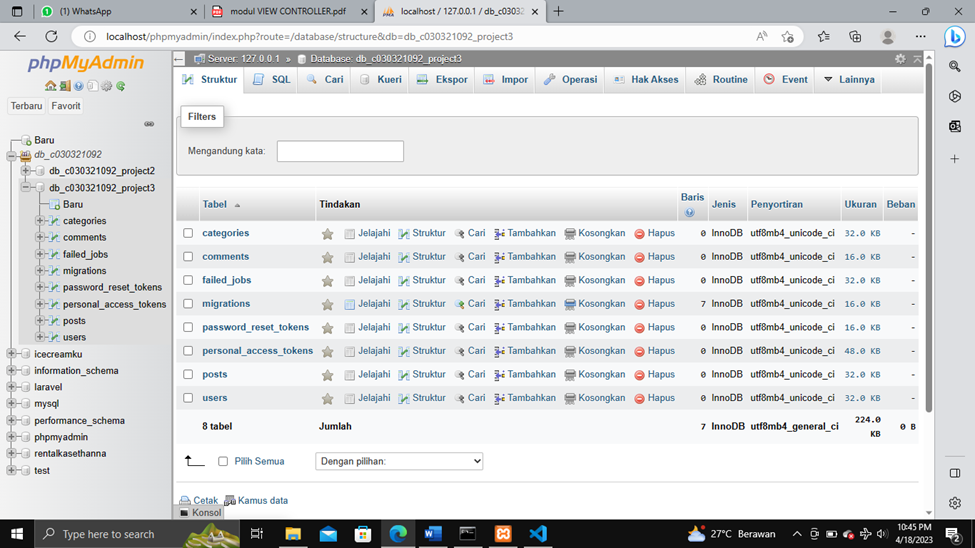 (1) WhatsApp
modul VIEW CONTROLLER.pdf
localhost / 127.0.0.1 / db_c0303
localhost/phpmyadmin/index.php?route=/database/structure&db=db_c030321092_project3
phpMyAdmin
Terbaru Favorit
Baru
db_c030321092
db_c030321092_project2
db_c030321092_project3
Baru
categories
comments
failed_jobs
migrations
password_reset_tokens
personal_access_tokens
posts
users
icecreamku
information_schema
laravel
mysql
performance_schema
phpmyadmin
rentalkasethanna
test
Server: 127.0.0.1 » Database: db_c030321092_project3
Struktur SQL Cari Kueri Ekspor Impor Operasi Hak Akses Routine Event Lainnya
Filters
Mengandung kata:
Tabel Tindakan Baris Jenis Penyortiran Ukuran Beban
categories Jelajahi Struktur Cari Tambahkan Kosongkan Hapus 0 InnoDB utf8mb4_unicode_ci 32.0 KB -
comments Jelajahi Struktur Cari Tambahkan Kosongkan Hapus 0 InnoDB utf8mb4_unicode_ci 16.0 KB -
failed_jobs Jelajahi Struktur Cari Tambahkan Kosongkan Hapus 0 InnoDB utf8mb4_unicode_ci 32.0 KB -
migrations Jelajahi Struktur Cari Tambahkan Kosongkan Hapus 7 InnoDB utf8mb4_unicode_ci 16.0 KB -
password_reset_tokens Jelajahi Struktur Cari Tambahkan Kosongkan Hapus 0 InnoDB utf8mb4_unicode_ci 16.0 KB -
personal_access_tokens Jelajahi Struktur Cari Tambahkan Kosongkan Hapus 0 InnoDB utf8mb4_unicode_ci 48.0 KB -
posts Jelajahi Struktur Cari Tambahkan Kosongkan Hapus 0 InnoDB utf8mb4_unicode_ci 32.0 KB -
users Jelajahi Struktur Cari Tambahkan Kosongkan Hapus 0 InnoDB utf8mb4_unicode_ci 32.0 KB -
8 tabel Jumlah 7 InnoDB utf8mb4_general_ci 224.0 KB 0 B
Pilih Semua Dengan pilihan:
Cetak Kamus data
Konsol
Type here to search
27°C Berawan
10:45 PM
4/18/2023
2